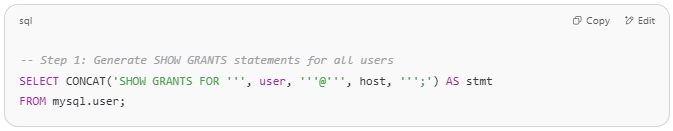 sql
Copy
Edit
-- Step 1: Generate SHOW GRANTS statements for all users
SELECT CONCAT('SHOW GRANTS FOR ''', user, '''@''', host, ''';') AS stmt
FROM mysql.user;